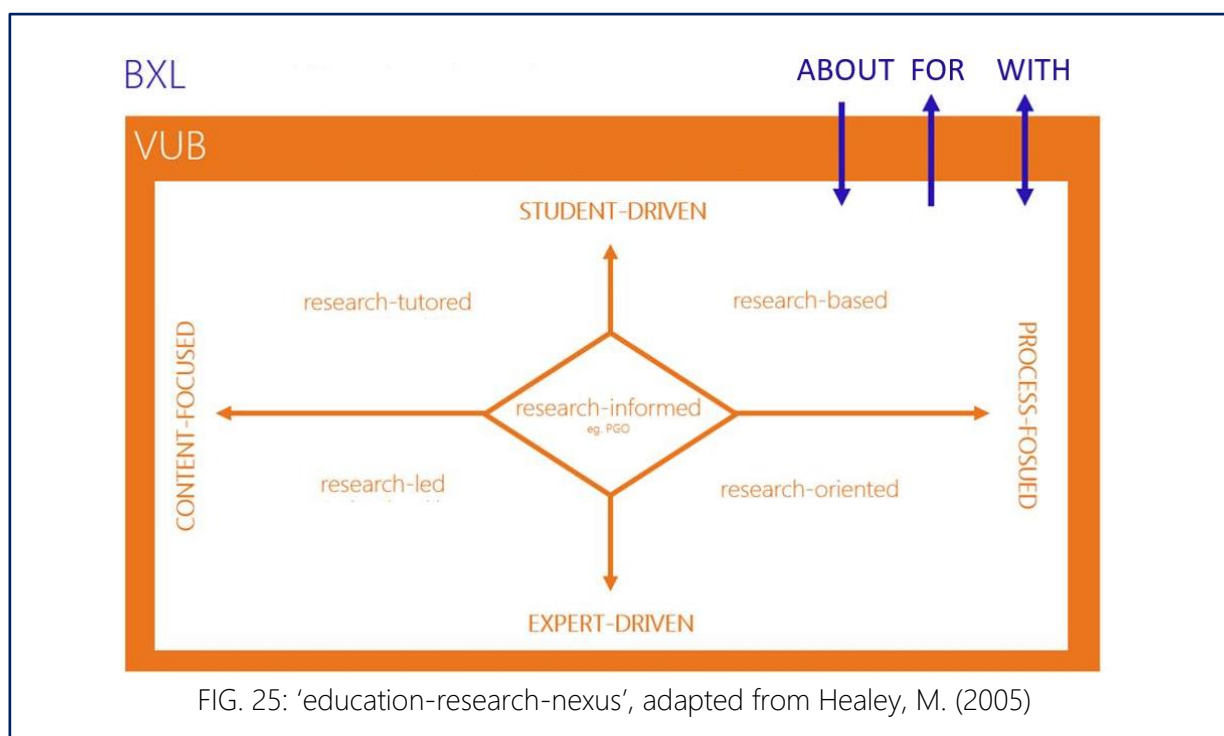 BXL
ABOUT FOR WITH
VUB
STUDENT-DRIVEN
research-tutored
research-based
CONTENT-FOCUSED
research-informed
eg. PGO
PROCESS-FOSUED
research-led
research-oriented
EXPERT-DRIVEN
FIG. 25: ‘education-research-nexus’, adapted from Healey, M. (2005)